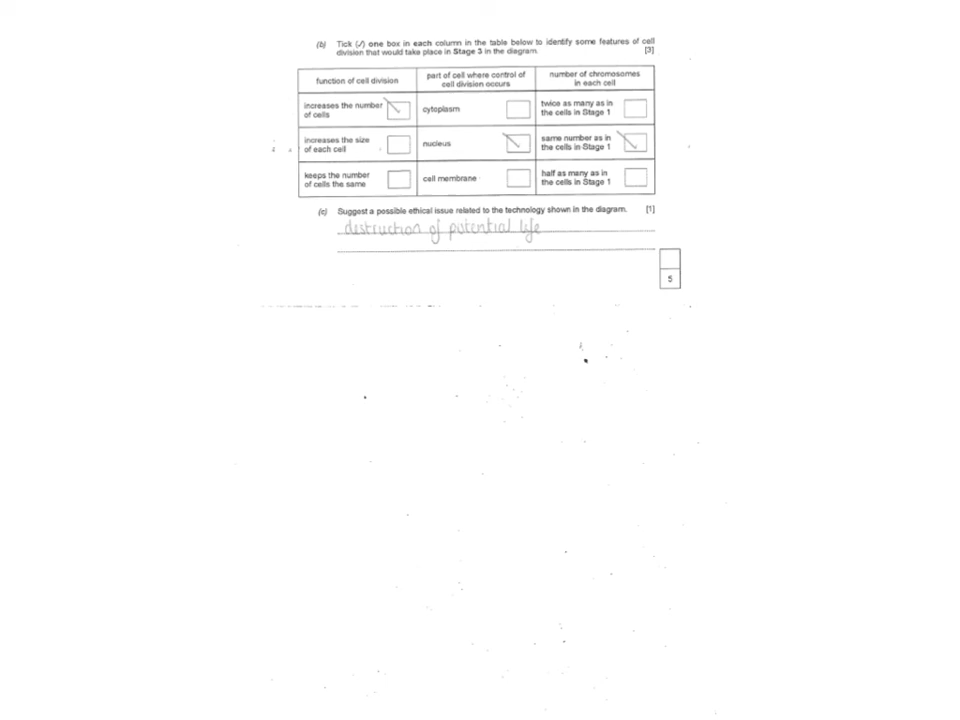 (b) Tick (✓) one box in each column in the table below to identify some features of cell
division that would take place in Stage 3 in the diagram. [3]
function of cell division
part of cell where control of
cell division occurs
number of chromosomes
in each cell
increases the number
of cells
cytoplasm
twice as many as in
the cells in Stage 1
increases the size
of each cell
nucleus
same number as in
the cells in Stage 1
keeps the number
of cells the same
cell membrane
half as many as in
the cells in Stage 1
(c) Suggest a possible ethical issue related to the technology shown in the diagram. [1]
destruction of potential life
5